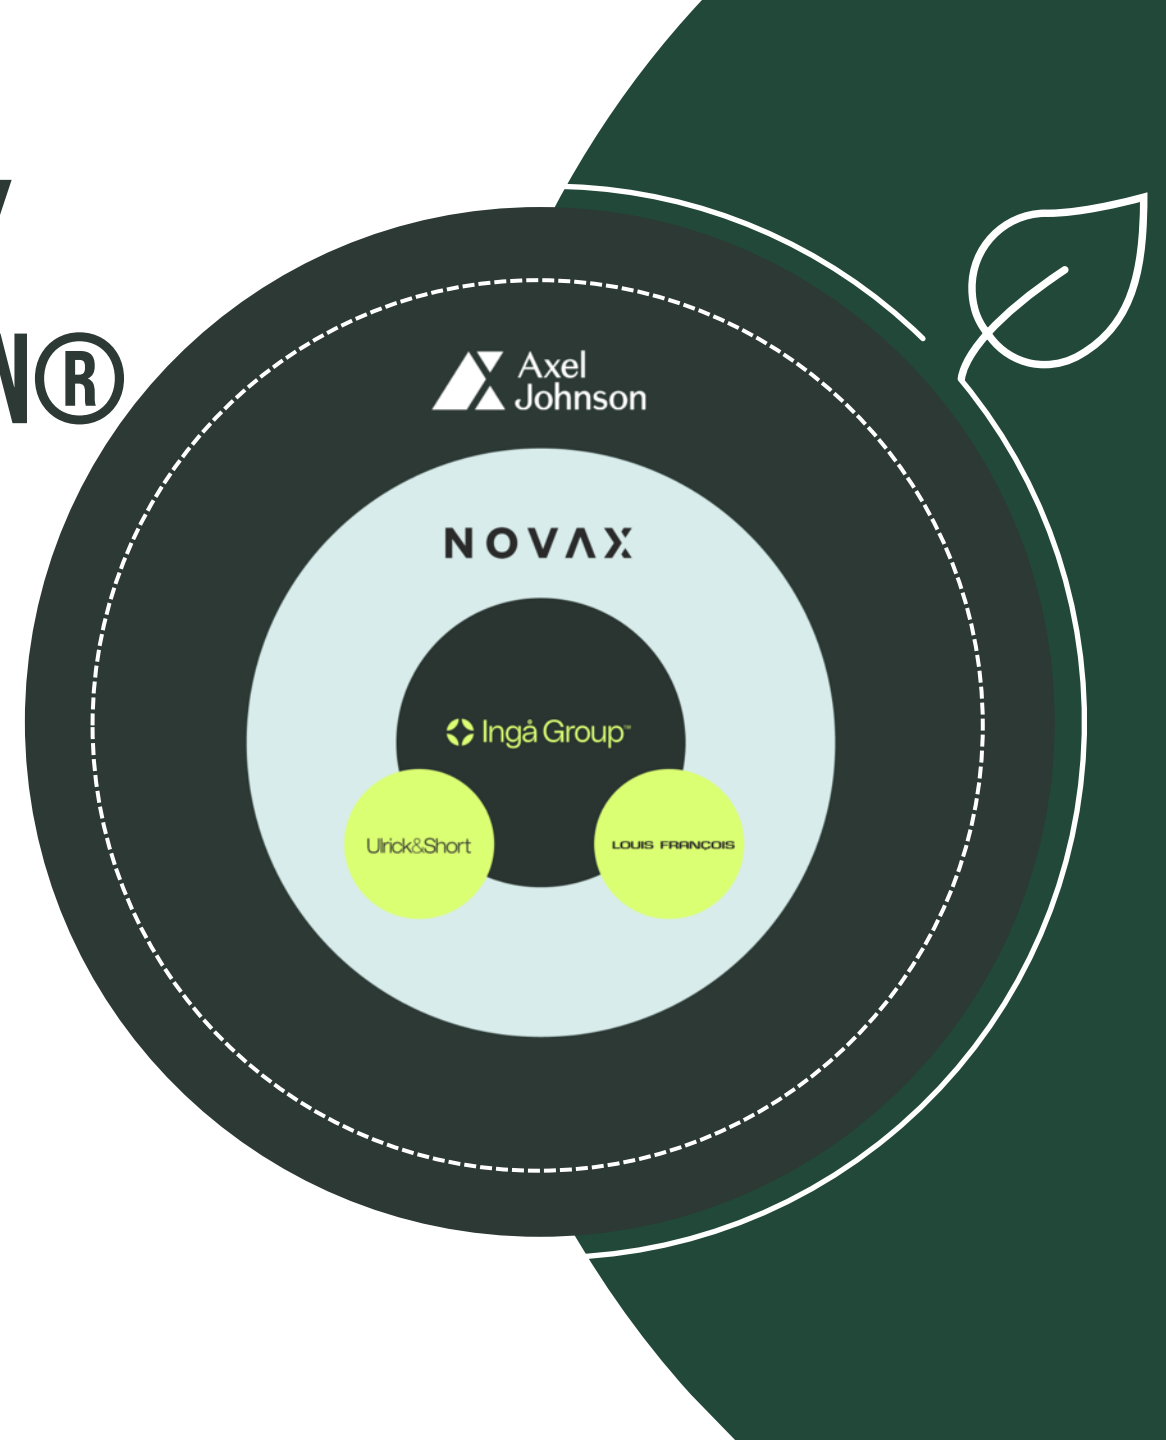 N®
Axel
Johnson
NOVAX
Ingå Group™
Ulrick&Short
LOUIS FRANÇOIS